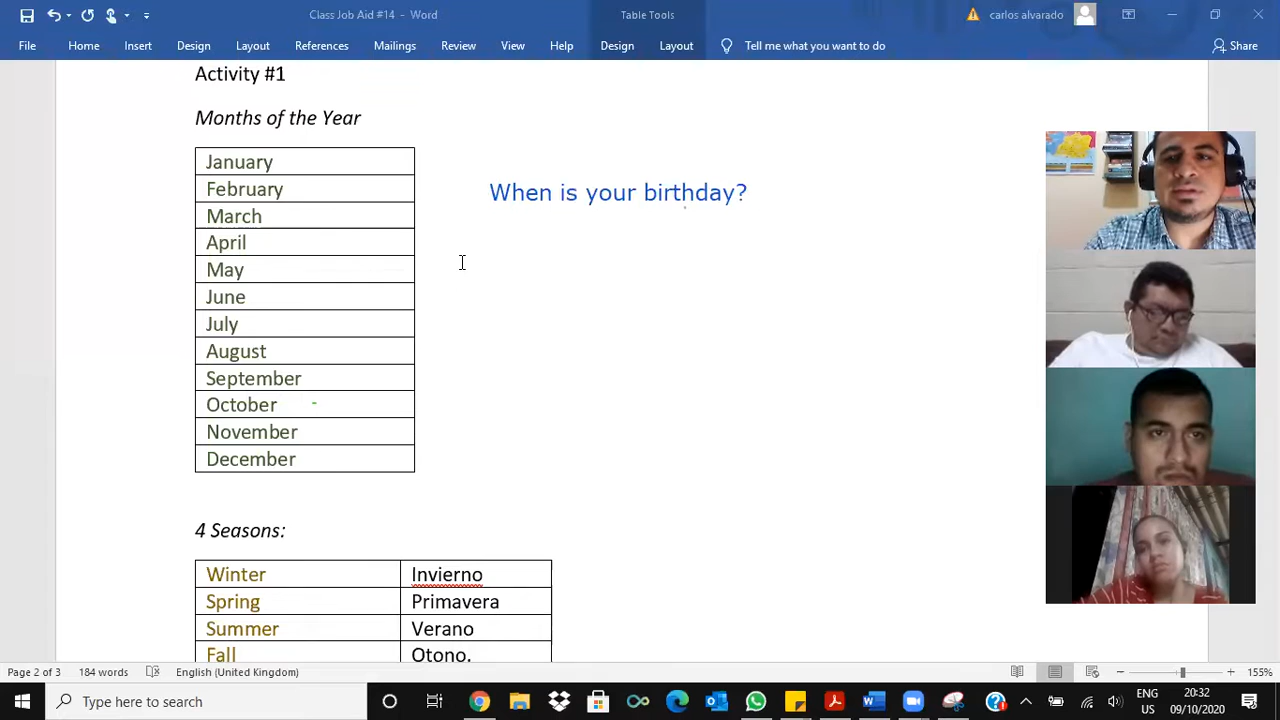 Class Job Aid #14 - Word
Table Tools
carlos alvarado
File Home Insert Design Layout References Mailings Review View Help Design Layout Tell me what you want to do Share
Activity #1
Months of the Year
January
February
March
April
May
June
July
August
September
October
November
December
When is your birthday?
4 Seasons:
Winter Invierno
Spring Primavera
Summer Verano
Fall Otono.
Page 2 of 3 184 words English (United Kingdom) 155%
Type here to search
ENG 20:32
US 09/10/2020